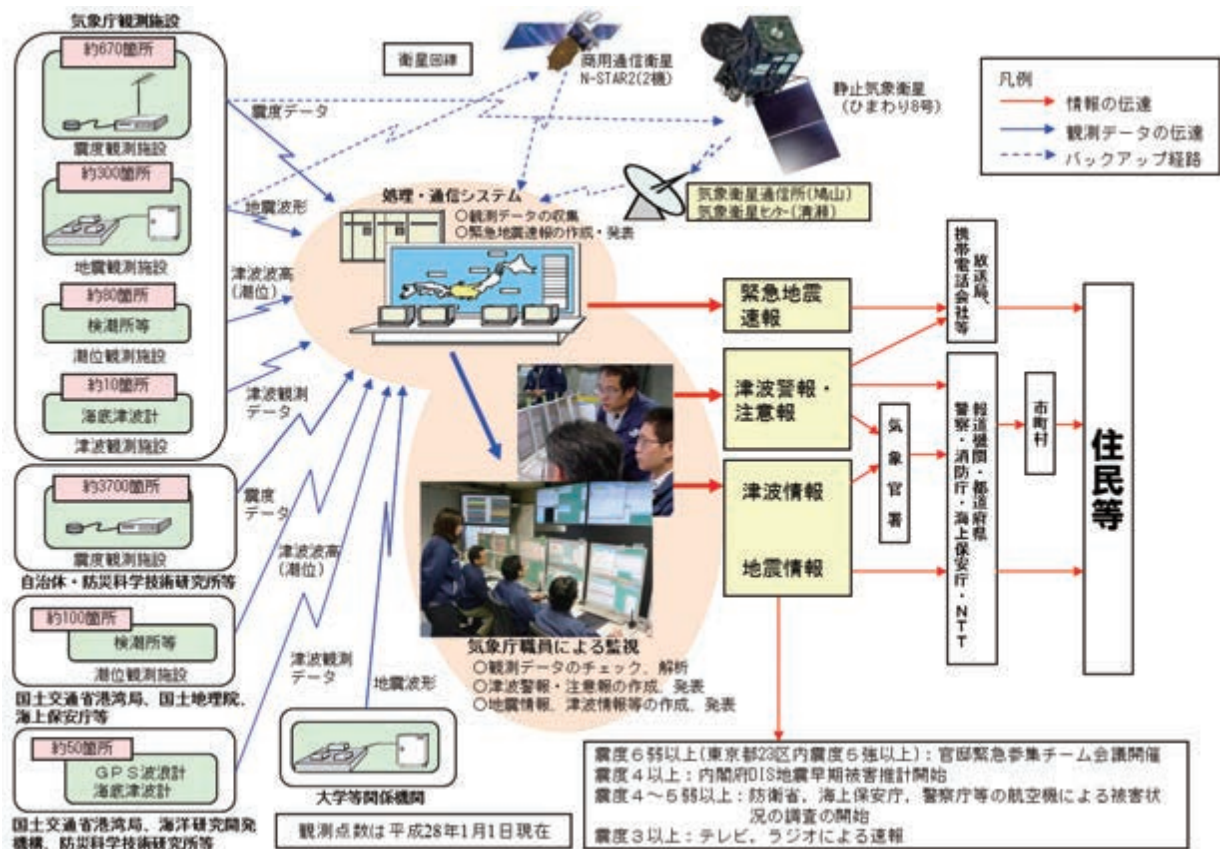 気象庁観測施設
約670箇所
震度観測施設
約300箇所
地震観測施設
約80箇所
検潮所等
潮位観測施設
約10箇所
海底津波計
津波観測施設
約3700箇所
震度観測施設
自治体・防災科学技術研究所等
約100箇所
検潮所等
潮位観測施設
国土交通省港湾局、国土地理院、
海上保安庁等
約50箇所
GPS波浪計
海底津波計
国土交通省港湾局、海洋研究開発
機構、防災科学技術研究所等
震度データ
地震波形
津波波高
(潮位)
津波観測
データ
震度
データ
津波波高
(潮位)
津波観測
データ
地震波形
大学等関係機関
観測点数は平成28年1月1日現在
衛星回線
商用通信衛星
N-STAR2(2機)
静止気象衛星
(ひまわり8号)
気象衛星通信所(鳩山)
気象衛星センター(清瀬)
凡例
情報の伝達
観測データの伝達
バックアップ経路
処理・通信システム
○観測データの収集
○緊急地震速報の作成・発表
気象庁職員による監視
○観測データのチェック、解析
○津波警報・注意報の作成、発表
○地震情報、津波情報等の作成、発表
緊急地震
速報
津波警報・
注意報
津波情報
地震情報
気象官署
放送局、
携帯電話会社等
報道機関・都道府県
警察・消防庁・海上保安庁・NTT
市町村
住民等
震度6弱以上(東京都23区内震度5強以上):官邸緊急参集チーム会議開催
震度4以上:内閣府DIS地震早期被害推計開始
震度4~5弱以上:防衛省、海上保安庁、警察庁等の航空機による被害状
況の調査の開始
震度3以上:テレビ、ラジオによる速報